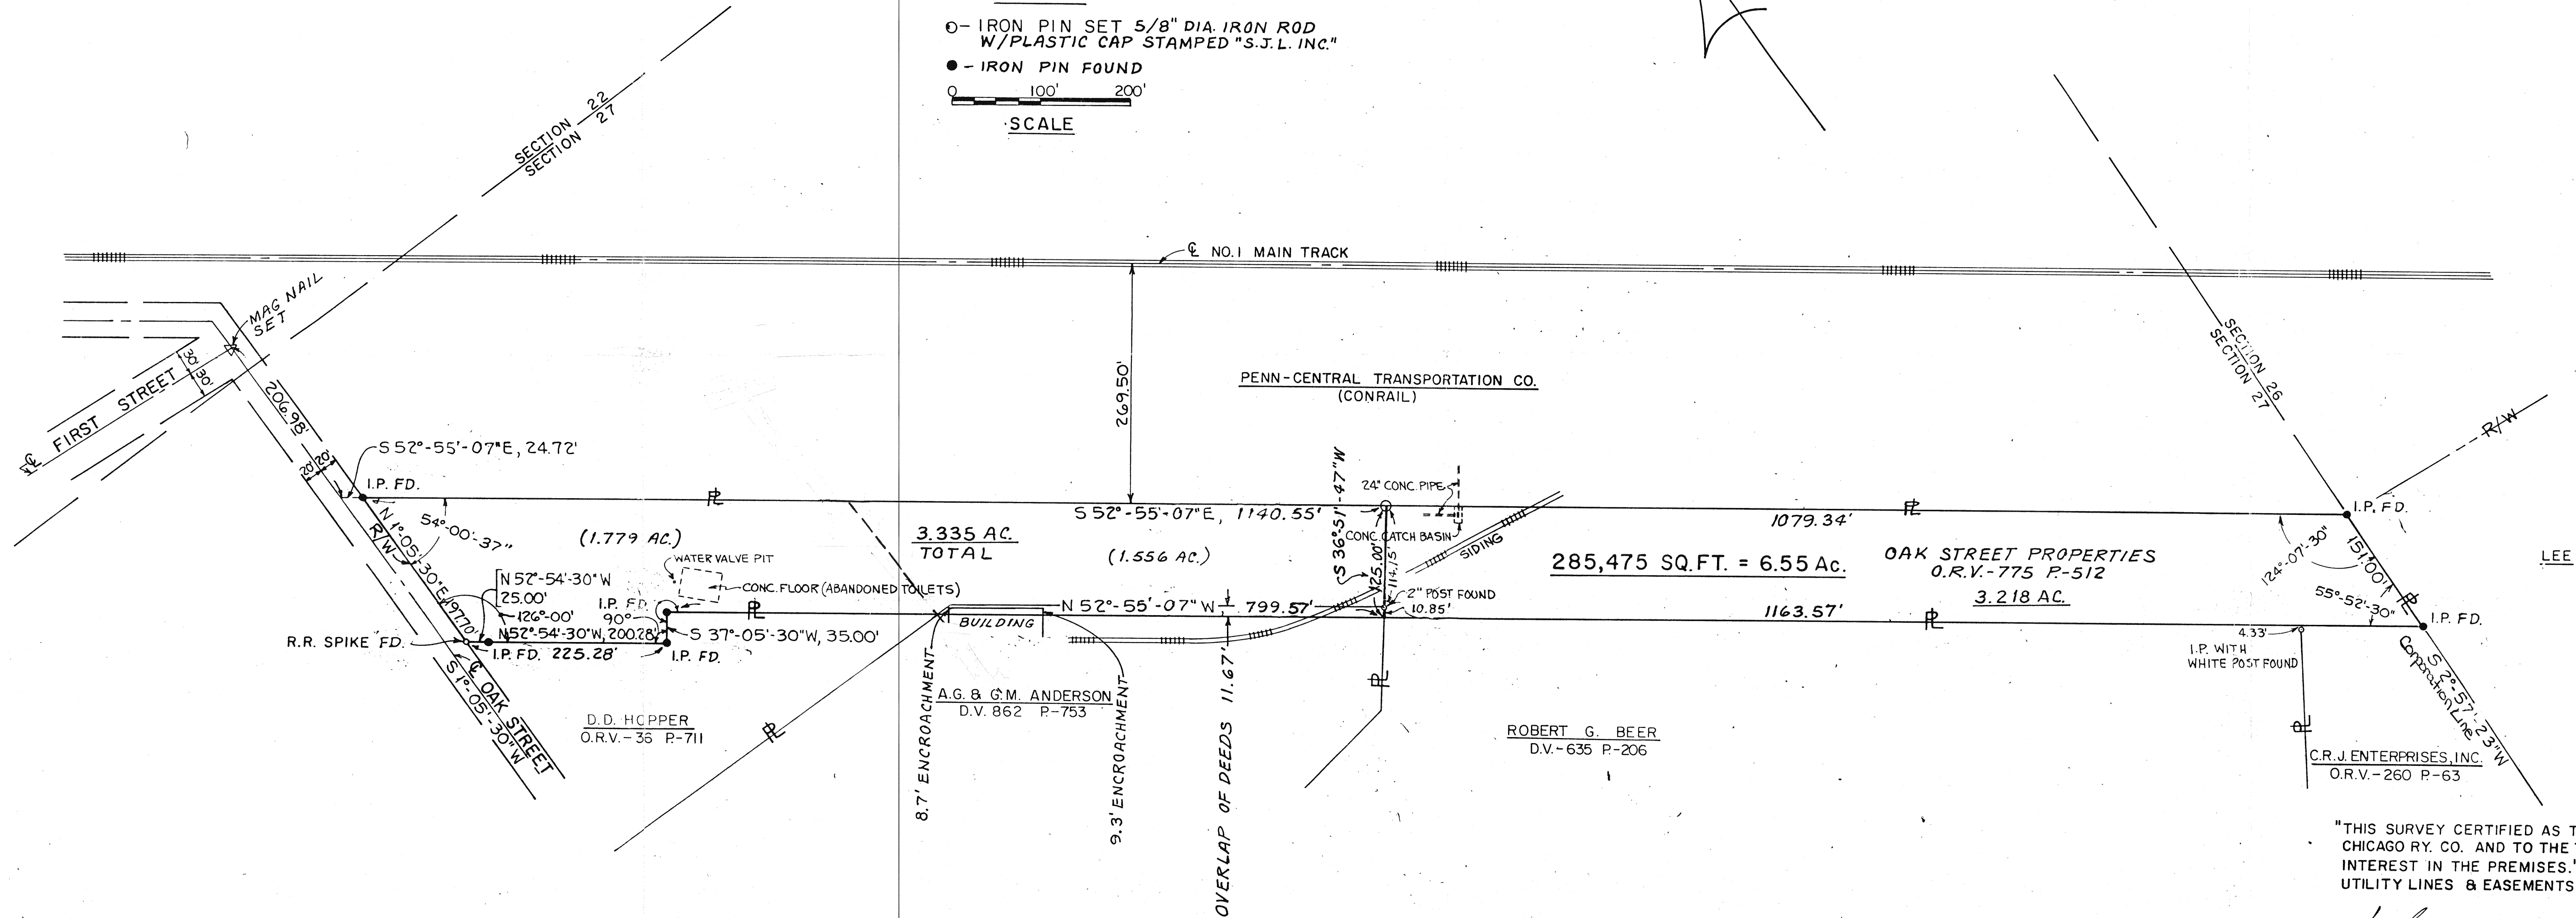 ○- IRON PIN SET 5/8" DIA. IRON ROD
W/PLASTIC CAP STAMPED "S.J.L. INC."
● - IRON PIN FOUND
0 100' 200'
SCALE
SECTION 22
SECTION 27
℄ NO.1 MAIN TRACK
MAG NAIL
SET
30'
30'
℄ FIRST STREET
206.98'
269.50'
PENN-CENTRAL TRANSPORTATION CO.
(CONRAIL)
SECTION 26
SECTION 27
R/W
S 52°-55'-07"E, 24.72'
20' 20'
I.P. FD.
N 1°-05'-30"E, 197.70'
R/W
54°-00'-37"
(1.779 AC.)
3.335 AC.
TOTAL
S 52°-55'-07"E, 1140.55'
(1.556 AC.)
S 36°-51'-47"W
125.00'
114.15'
24" CONC. PIPE
CONC. CATCH BASIN
SIDING
1079.34'
I.P. FD.
WATER VALVE PIT
CONC. FLOOR (ABANDONED TOILETS)
285,475 SQ.FT. = 6.55 Ac.
OAK STREET PROPERTIES
O.R.V.-775 P.-512
3.218 AC.
124°-07'-30"
151.00'
55°-52'-30"
LEE
N 52°-54'-30"W
25.00'
126°-00'
I.P. FD.
90°
N52°-54'-30"W, 200.28'
S 37°-05'-30"W, 35.00'
R.R. SPIKE FD.
I.P. FD. 225.28'
I.P. FD.
N 52°-55'-07"W 799.57'
BUILDING
2" POST FOUND
10.85'
1163.57'
I.P. FD.
4.33'
I.P. WITH
WHITE POST FOUND
℄ OAK STREET
S 1°-05'-30"W
D.D. HOPPER
O.R.V.-36 P.-711
8.7' ENCROACHMENT
A.G. & G.M. ANDERSON
D.V. 862 P.-753
9.3' ENCROACHMENT
OVERLAP OF DEEDS 11.67'
ROBERT G. BEER
D.V.-635 P.-206
S 2°-57'-23"W
Corporation Line
C.R.J. ENTERPRISES, INC.
O.R.V.-260 P.-63
"THIS SURVEY CERTIFIED AS T
CHICAGO RY. CO. AND TO THE
INTEREST IN THE PREMISES."
UTILITY LINES & EASEMENTS